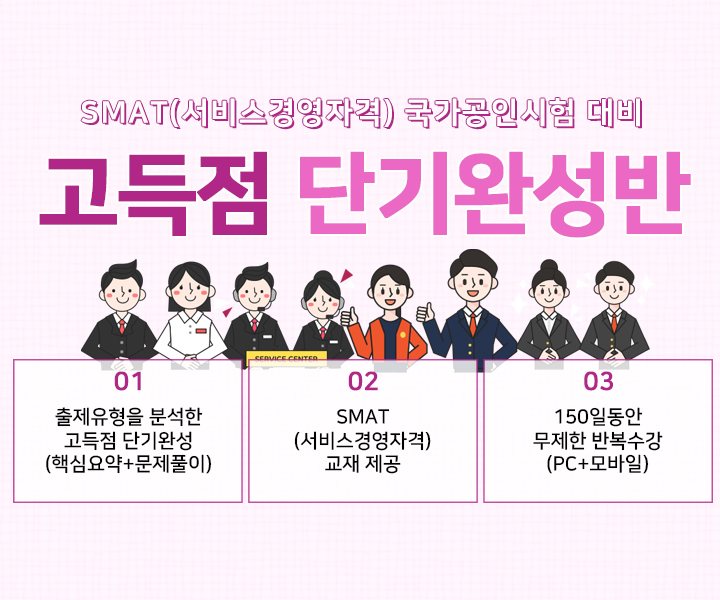 SMAT(서비스경영자격) 국가공인시험 대비
고득점 단기완성반
SERVICE CENTER
01
출제유형을 분석한
고득점 단기완성
(핵심요약+문제풀이)
02
SMAT
(서비스경영자격)
교재 제공
03
150일동안
무제한 반복수강
(PC+모바일)